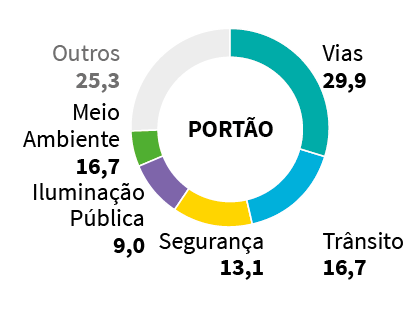 Outros
25,3
Vias
29,9
Meio
Ambiente
16,7
PORTÃO
Iluminação
Pública
9,0
Segurança
13,1
Trânsito
16,7